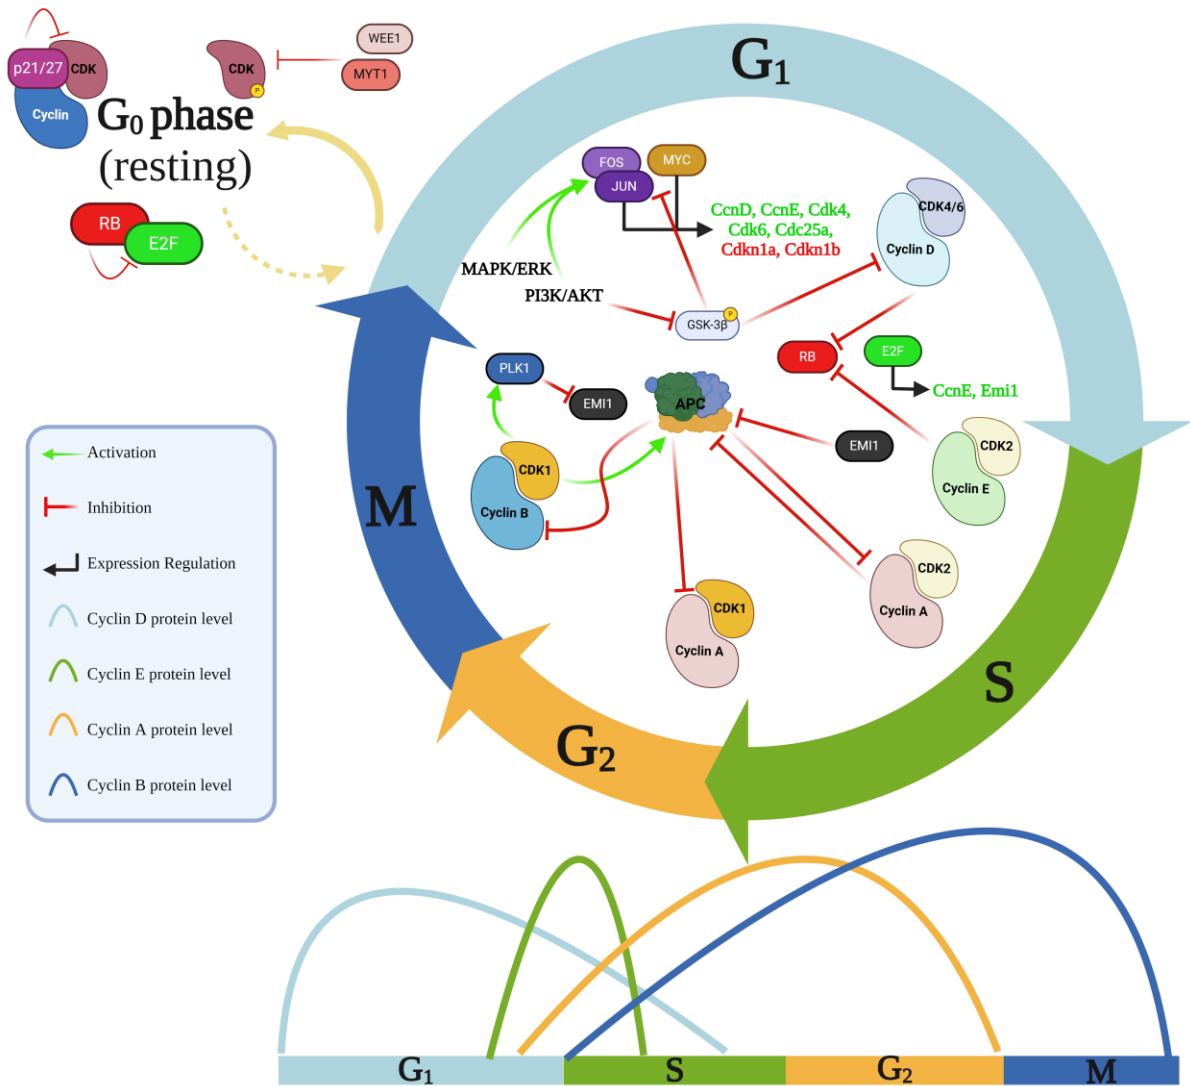 p21/27
CDK
Cyclin
CDK
P
WEE1
MYT1
G₀ phase
(resting)
RB
E2F
G₁
FOS
JUN
MYC
CcnD, CcnE, Cdk4,
Cdk6, Cdc25a,
Cdkn1a, Cdkn1b
CDK4/6
Cyclin D
MAPK/ERK
PI3K/AKT
GSK-3β
P
RB
E2F
CcnE, Emi1
PLK1
EMI1
APC
EMI1
CDK2
Cyclin E
CDK1
Cyclin B
CDK2
Cyclin A
CDK1
Cyclin A
M
S
G₂
Activation
Inhibition
Expression Regulation
Cyclin D protein level
Cyclin E protein level
Cyclin A protein level
Cyclin B protein level
G₁
S
G₂
M